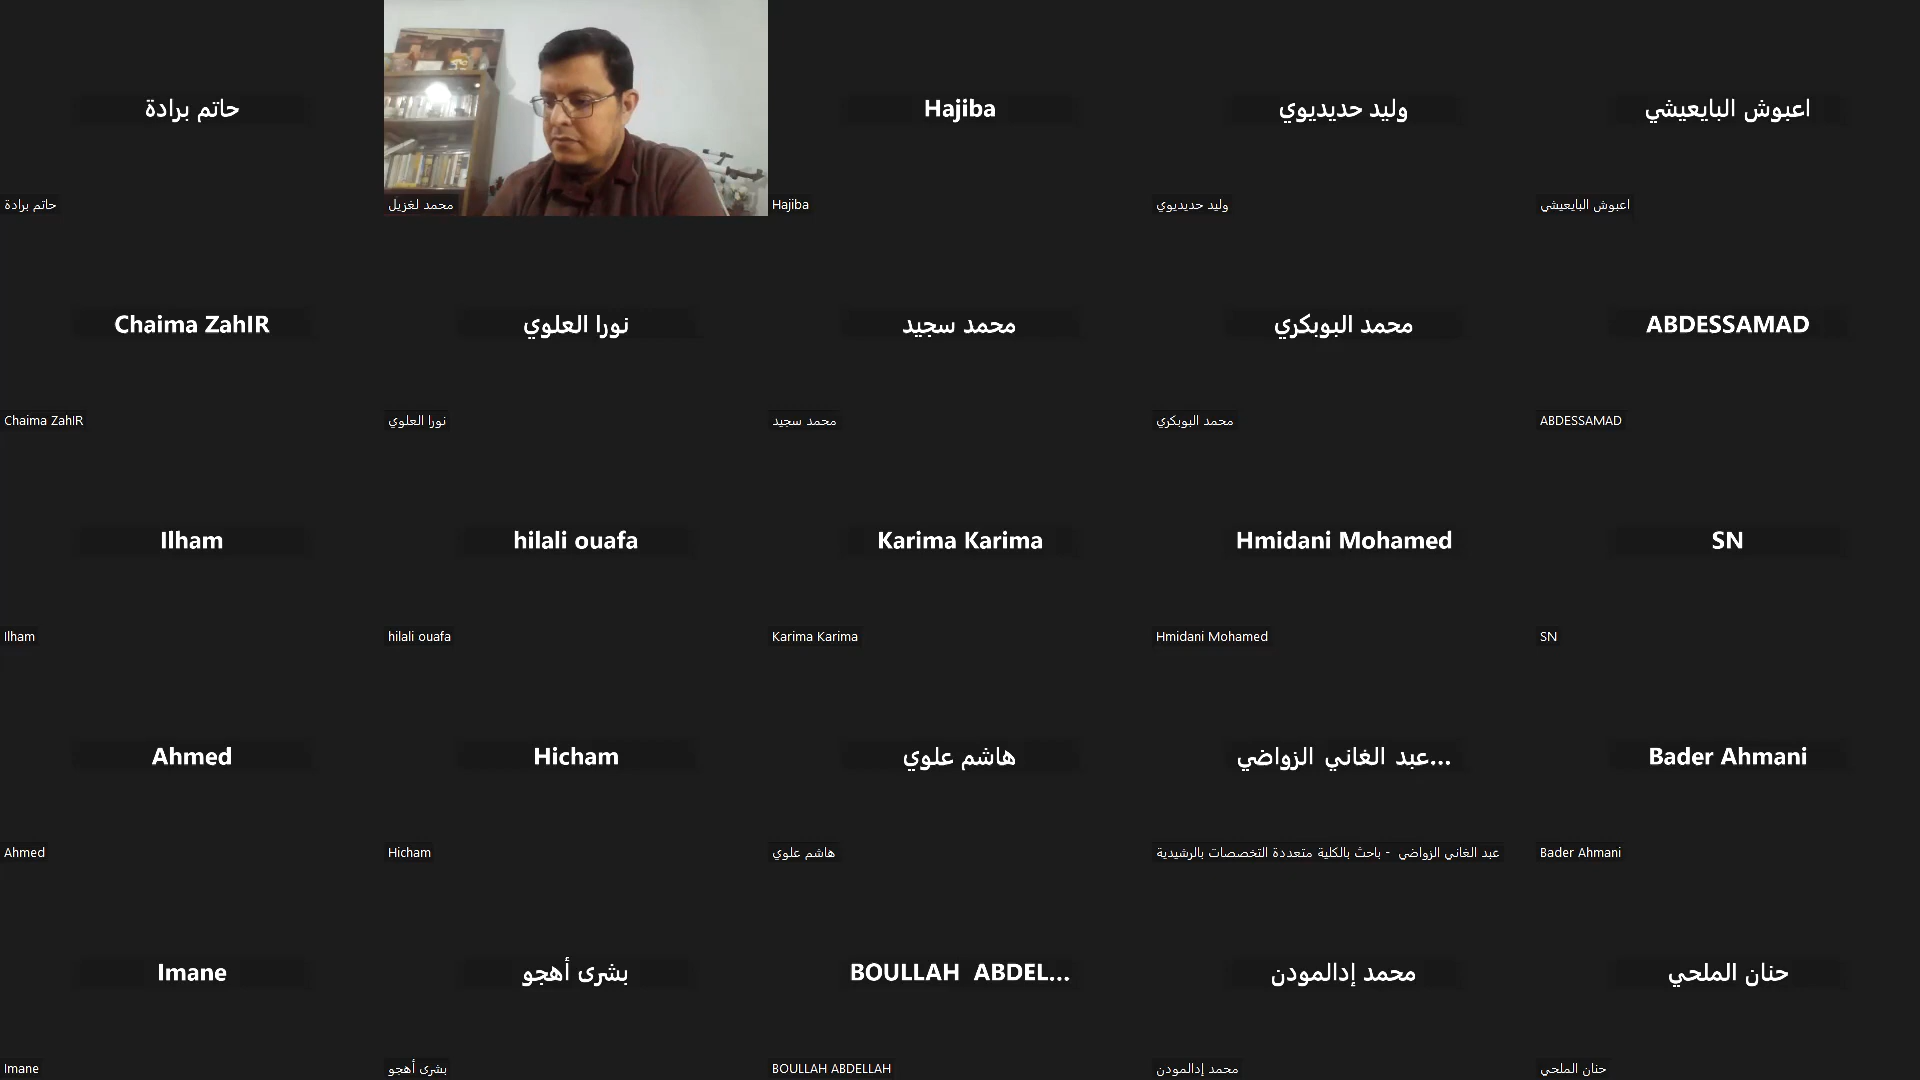 حاتم برادة
Hajiba
وليد حديديوي
اعبوش البايعيشي
حاتم برادة
محمد لغزيل
Hajiba
وليد حديديوي
اعبوش البايعيشي
Chaima ZahIR
نورا العلوي
محمد سجيد
محمد البوبكري
ABDESSAMAD
Chaima ZahIR
نورا العلوي
محمد سجيد
محمد البوبكري
ABDESSAMAD
Ilham
hilali ouafa
Karima Karima
Hmidani Mohamed
SN
Ilham
hilali ouafa
Karima Karima
Hmidani Mohamed
SN
Ahmed
Hicham
هاشم علوي
عبد الغاني الزواضي...
Bader Ahmani
Ahmed
Hicham
هاشم علوي
عبد الغاني الزواضي - باحث بالكلية متعددة التخصصات بالرشيدية
Bader Ahmani
Imane
بشرى أهجو
BOULLAH ABDEL...
محمد إدالمودن
حنان الملحي
Imane
بشرى أهجو
BOULLAH ABDELLAH
محمد إدالمودن
حنان الملحي